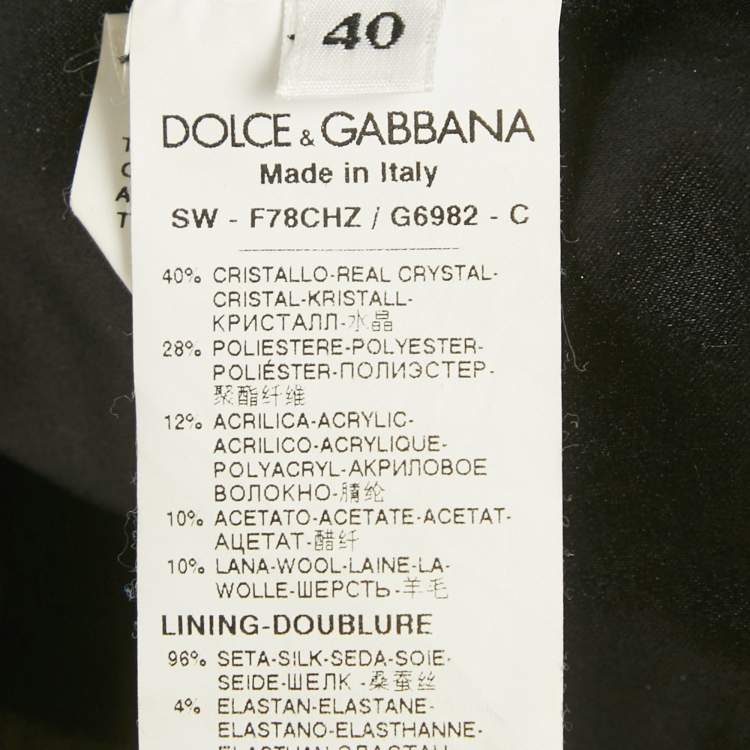 40
DOLCE & GABBANA
Made in Italy
SW - F78CHZ / G6982 - C
40% CRISTALLO-REAL CRYSTAL-
CRISTAL-KRISTALL-
КРИСТАЛЛ-水晶
28% POLIESTERE-POLYESTER-
POLIÉSTER-ПОЛИЭСТЕР-
聚酯纤维
12% ACRILICA-ACRYLIC-
ACRILICO-ACRYLIQUE-
POLYACRYL-АКРИЛОВОЕ
ВОЛОКНО-腈纶
10% ACETATO-ACETATE-ACETAT-
АЦЕТАТ-醋纤
10% LANA-WOOL-LAINE-LA-
WOLLE-ШЕРСТЬ-羊毛
LINING-DOUBLURE
96% SETA-SILK-SEDA-SOIE-
SEIDE-ШЕЛК -桑蚕丝
4% ELASTAN-ELASTANE-
ELASTANO-ELASTHANNE-